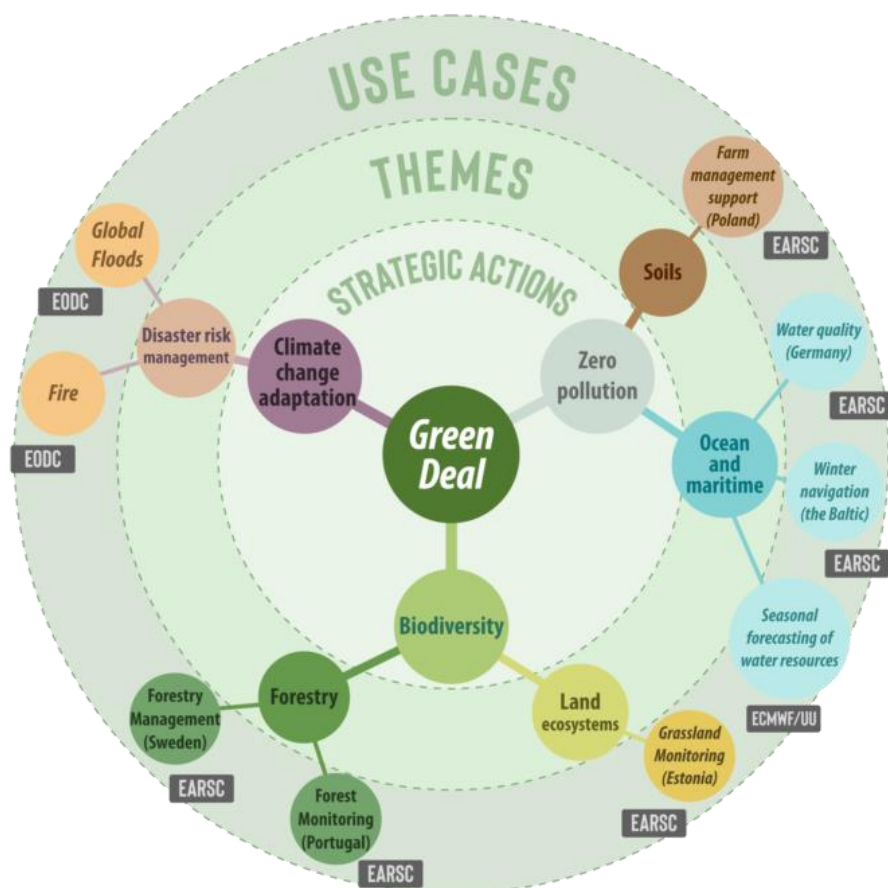 USE CASES
THEMES
STRATEGIC ACTIONS
Farm
management
support
(Poland)
EARSC
Soils
Global
Floods
EODC
Disaster risk
management
Fire
EODC
Climate
change
adaptation
Zero
pollution
Water quality
(Germany)
EARSC
Green
Deal
Ocean
and
maritime
Winter
navigation
(the Baltic)
EARSC
Seasonal
forecasting of
water resources
ECMWF/UU
Biodiversity
Forestry
Land
ecosystems
Forestry
Management
(Sweden)
EARSC
Grassland
Monitoring
(Estonia)
EARSC
Forest
Monitoring
(Portugal)
EARSC